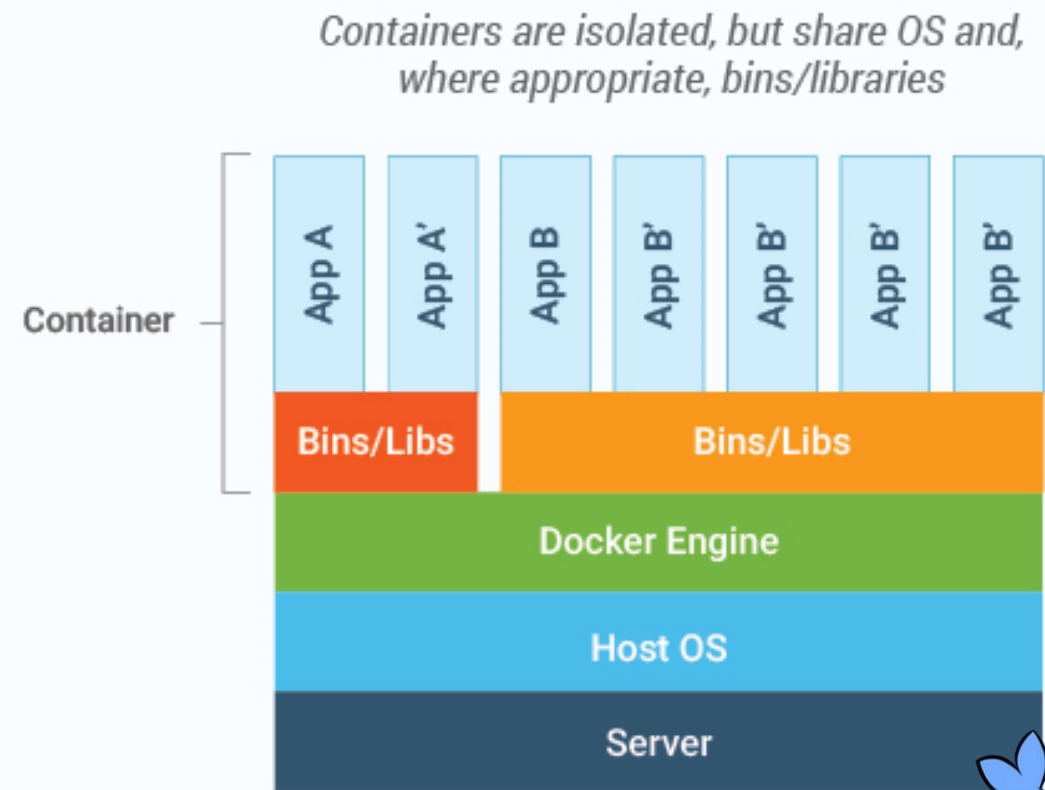 Containers are isolated, but share OS and,
where appropriate, bins/libraries
Container
App A
App A'
App B
App B'
App B'
App B'
App B'
Bins/Libs
Bins/Libs
Docker Engine
Host OS
Server